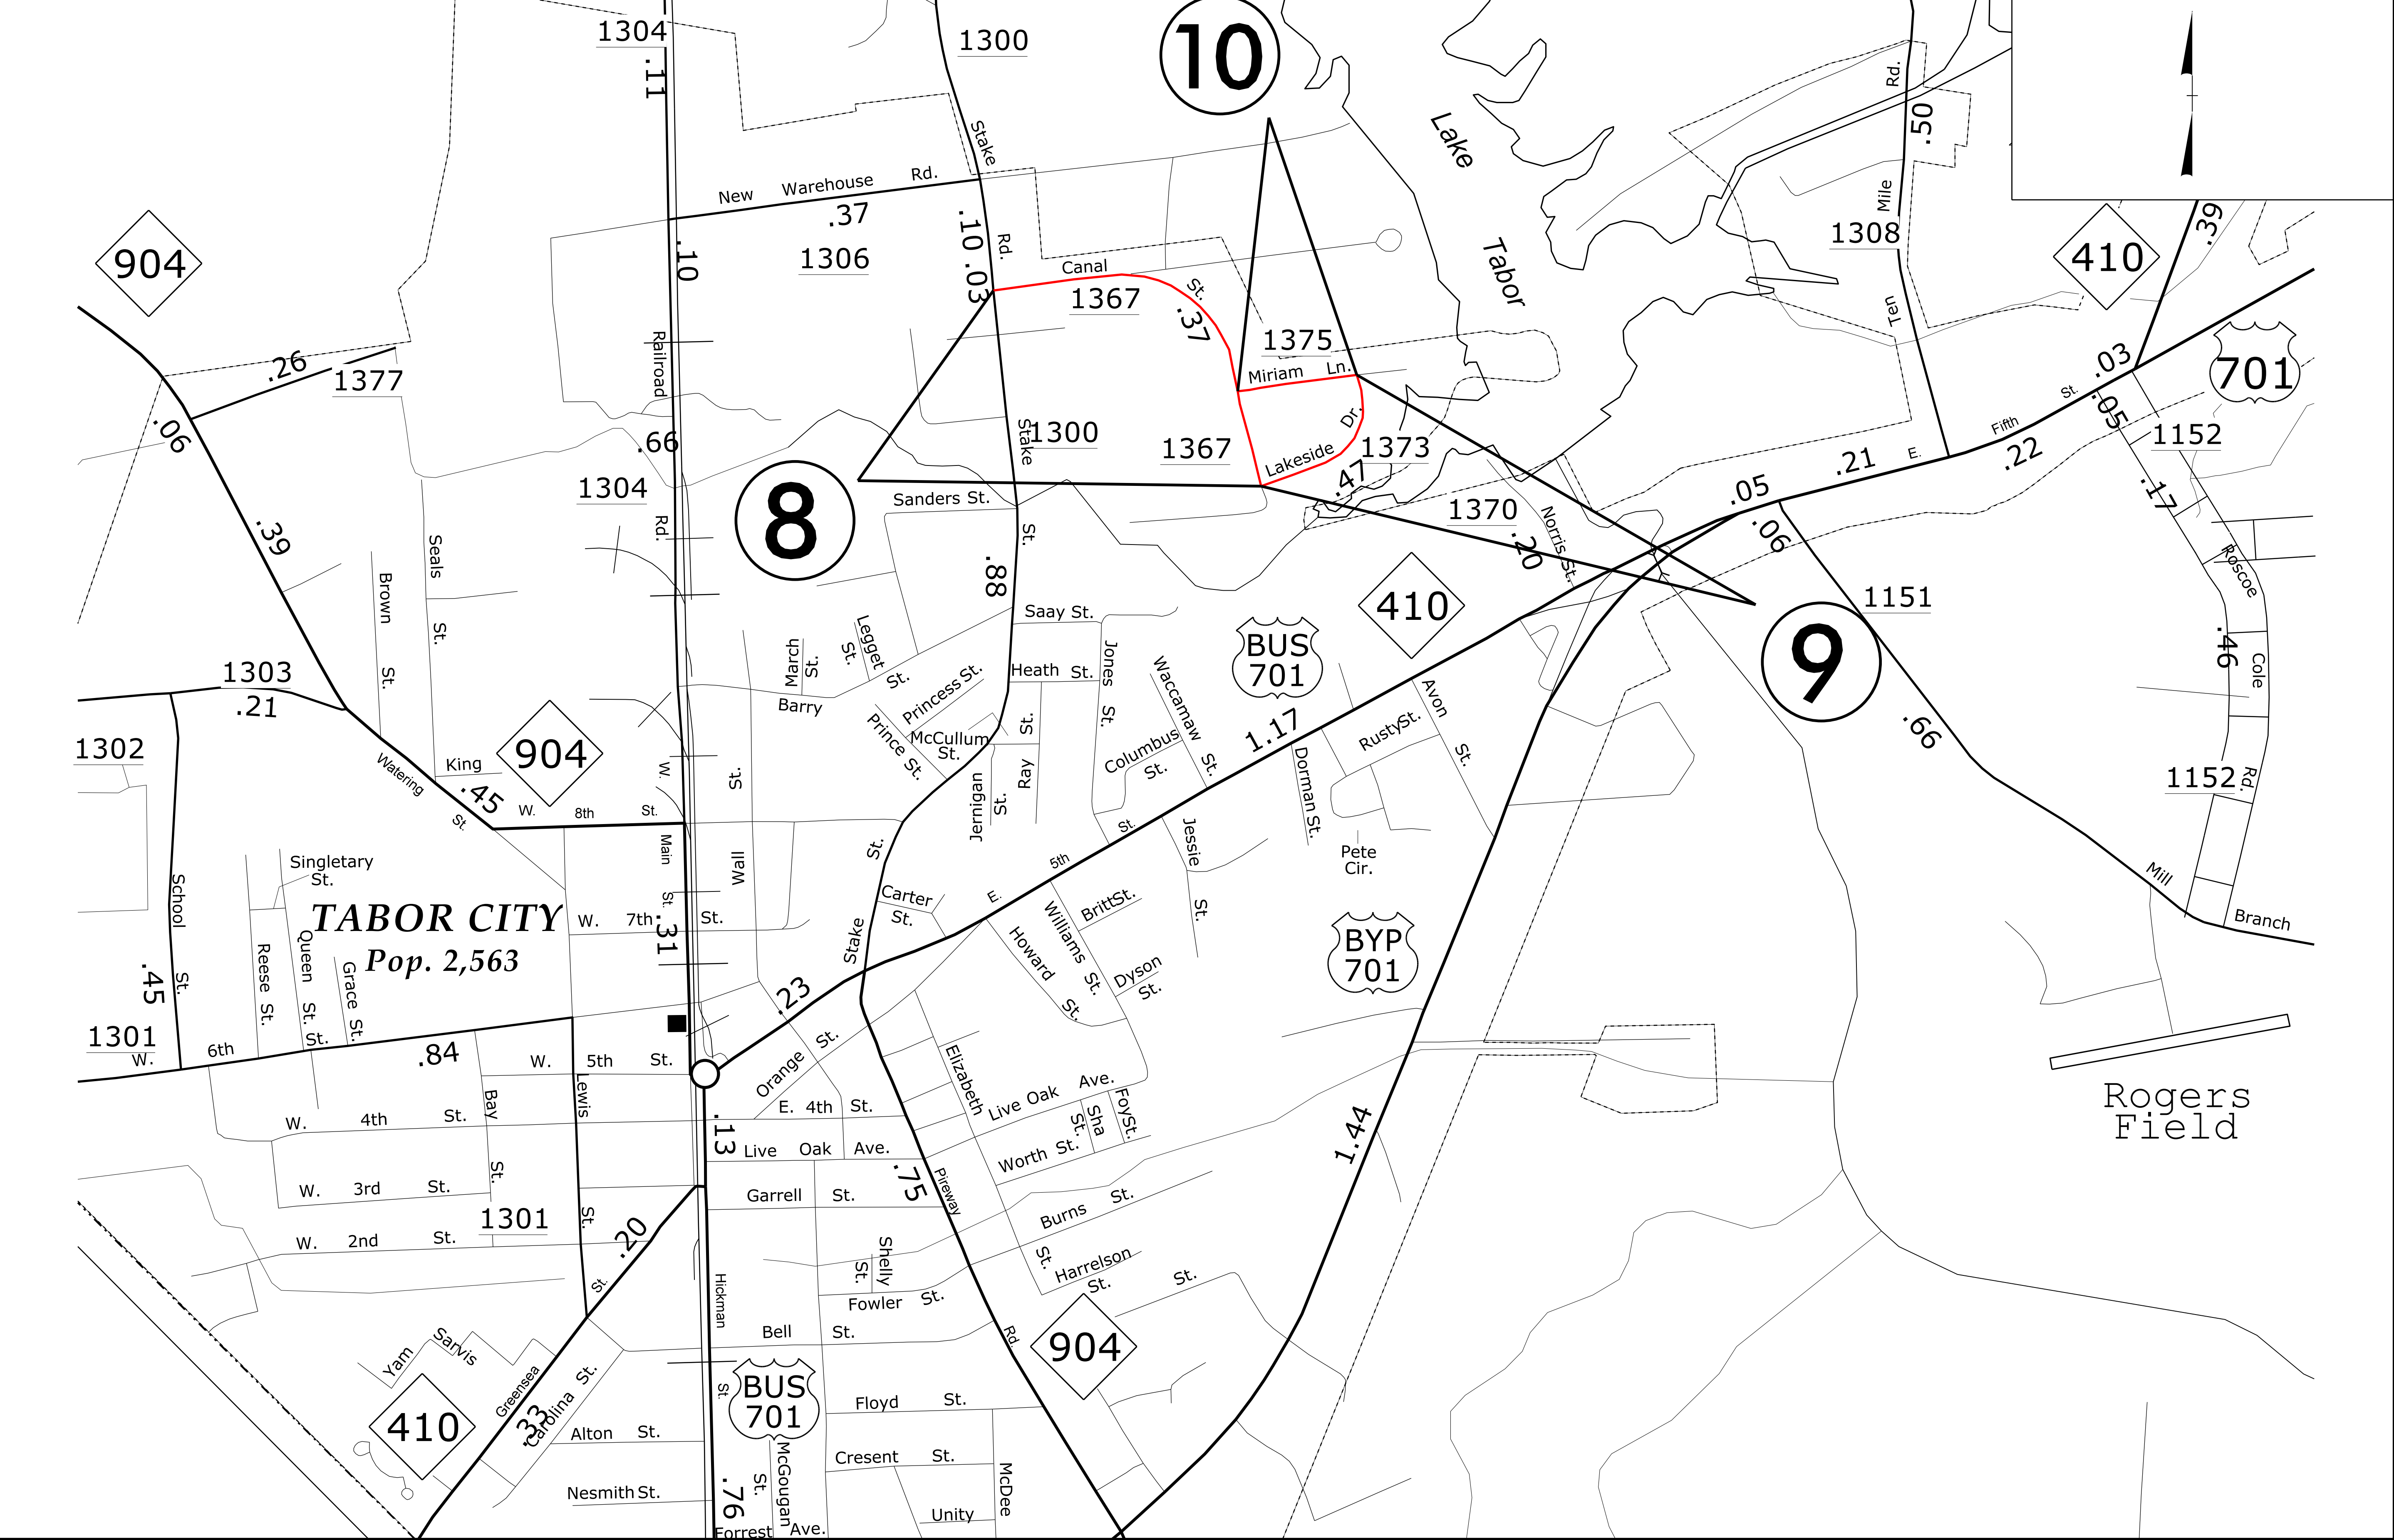 1304
.11
1300
10
Lake
Tabor
Rd.
.50
Mile
1308
Ten
410
.39
904
New Warehouse Rd.
.37
1306
Stake
Rd.
.10
.03
.10
Canal
St.
1367
.37
1375
Miriam Ln.
Lakeside
Dr.
1373
.47
1367
701
.03
.05
St.
Fifth
E.
.22
.21
.05
.06
1152
.17
Roscoe
Cole
Rd.
.46
1152
.26
1377
.06
.39
Railroad
Rd.
.66
1304
1300
Stake
St.
.88
8
Sanders St.
1370
.20
Norris St.
410
BUS
701
9
1151
.66
Mill
Branch
Seals
St.
Brown
St.
March
St.
Legget
St.
St.
Barry
Princess St.
Prince St.
McCullum
St.
Saay St.
Heath St.
Jones
St.
Ray
St.
Jernigan
St.
Waccamaw
St.
Columbus
St.
1.17
Rusty St.
Avon
St.
Dorman St.
Pete
Cir.
Jessie
St.
1303
.21
1302
904
King
Watering
St.
.45
W. 8th St.
W.
Main
St.
.31
St.
Wall
School
St.
.45
Singletary
St.
TABOR CITY
Pop. 2,563
Reese
St.
Queen
St.
Grace
St.
W. 7th St.
Carter
St.
St.
Stake
E.
5th
St.
Howard
St.
Williams
St.
Britt St.
Dyson
St.
BYP
701
.23
1301
W. 6th St.
.84
W. 5th St.
Lewis
St.
Bay
St.
W. 4th St.
W. 3rd St.
W. 2nd St.
1301
.20
St.
.13
Orange St.
E. 4th St.
Live Oak Ave.
Garrell St.
.75
Elizabeth
St.
Live Oak Ave.
Sha
St.
Foy St.
Worth St.
Pireway
Rd.
Burns St.
Harrelson
St.
St.
1.44
Rogers
Field
Shelly
St.
Fowler St.
Bell St.
Hickman
St.
904
Yam
Sarvis
410
Greensea
.33
Carolina St.
Alton St.
Nesmith St.
BUS
701
Floyd St.
Cresent St.
McGougan
St.
McDee
Unity
.76
Forrest Ave.